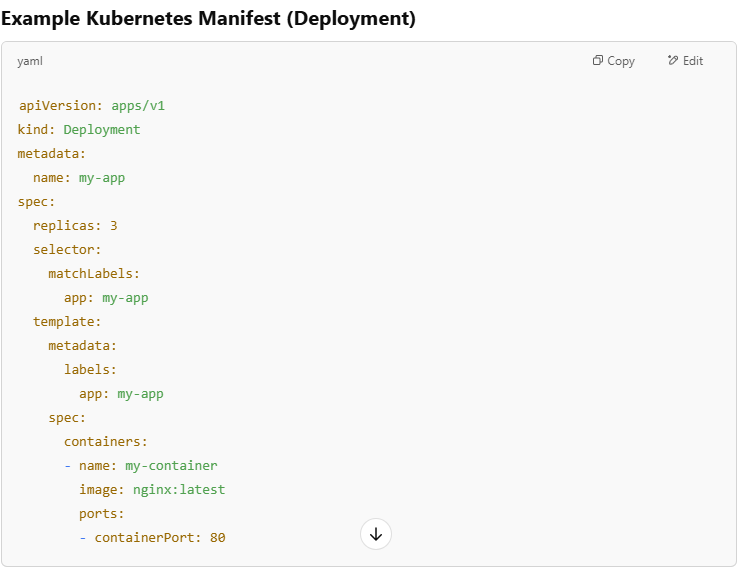 Example Kubernetes Manifest (Deployment)
yaml Copy Edit
apiVersion: apps/v1
kind: Deployment
metadata:
  name: my-app
spec:
  replicas: 3
  selector:
    matchLabels:
      app: my-app
  template:
    metadata:
      labels:
        app: my-app
    spec:
      containers:
      - name: my-container
        image: nginx:latest
        ports:
        - containerPort: 80